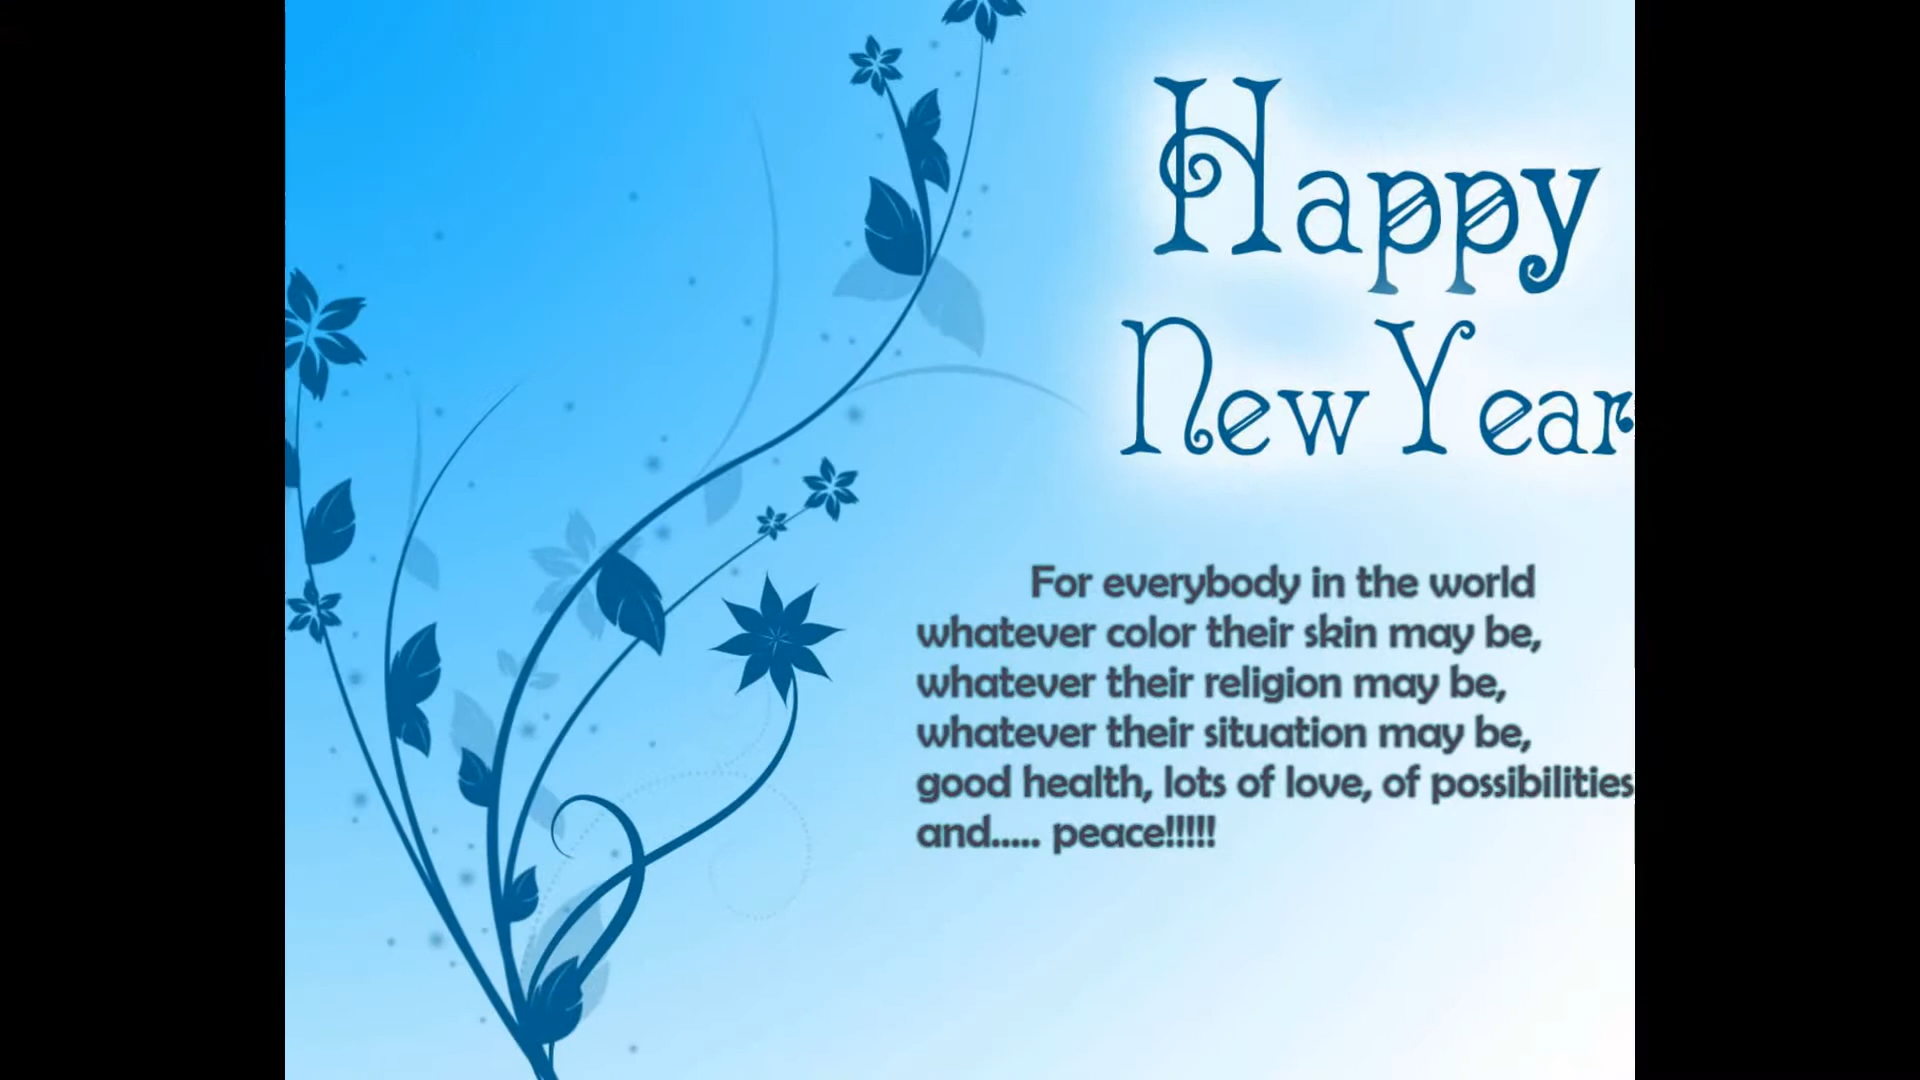 Happy
New Year
For everybody in the world
whatever color their skin may be,
whatever their religion may be,
whatever their situation may be,
good health, lots of love, of possibilities
and..... peace!!!!!